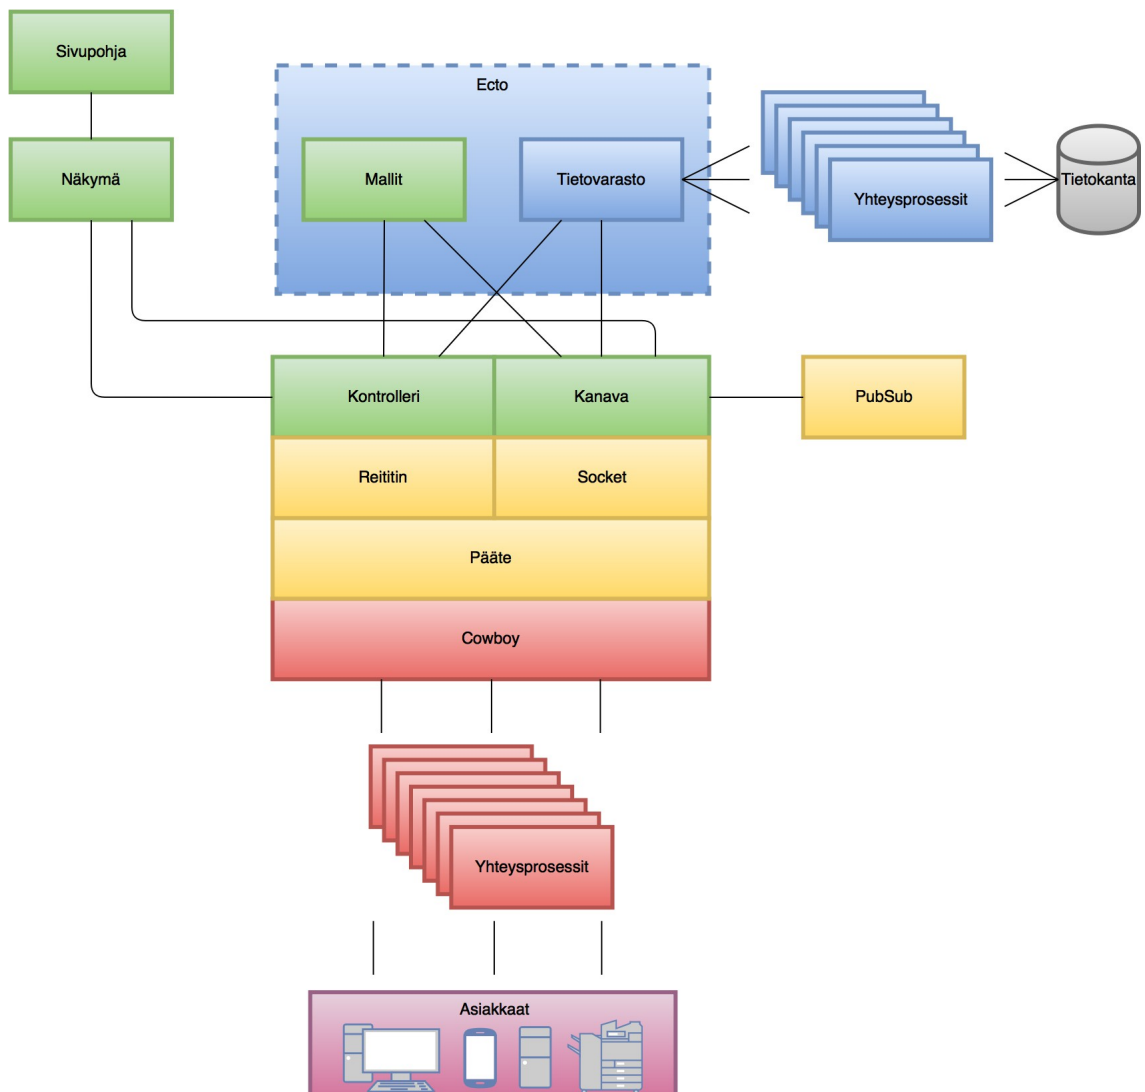 Sivupohja
Ecto
Näkymä
Mallit
Tietovarasto
Yhteysprosessit
Tietokanta
Kontrolleri
Kanava
PubSub
Reititin
Socket
Pääte
Cowboy
Yhteysprosessit
Asiakkaat